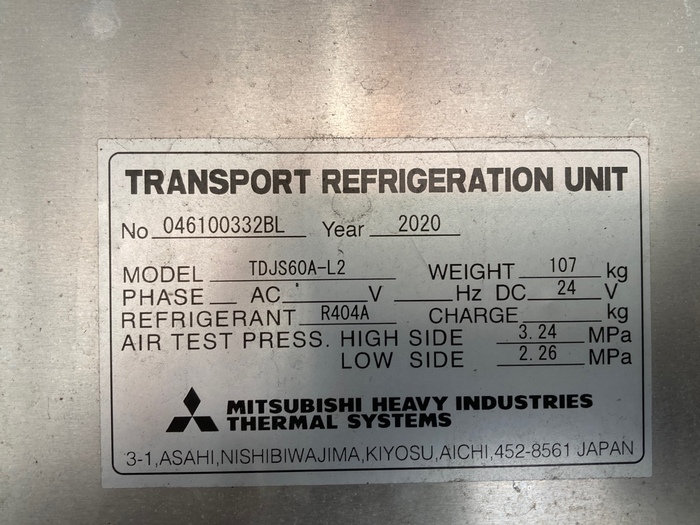 TRANSPORT REFRIGERATION UNIT
No 046100332BL Year 2020
MODEL TDJS60A-L2 WEIGHT 107 kg
PHASE AC V Hz DC 24 V
REFRIGERANT R404A CHARGE kg
AIR TEST PRESS. HIGH SIDE 3.24 MPa
LOW SIDE 2.26 MPa
MITSUBISHI HEAVY INDUSTRIES
THERMAL SYSTEMS
3-1,ASAHI,NISHIBIWAJIMA,KIYOSU,AICHI,452-8561 JAPAN